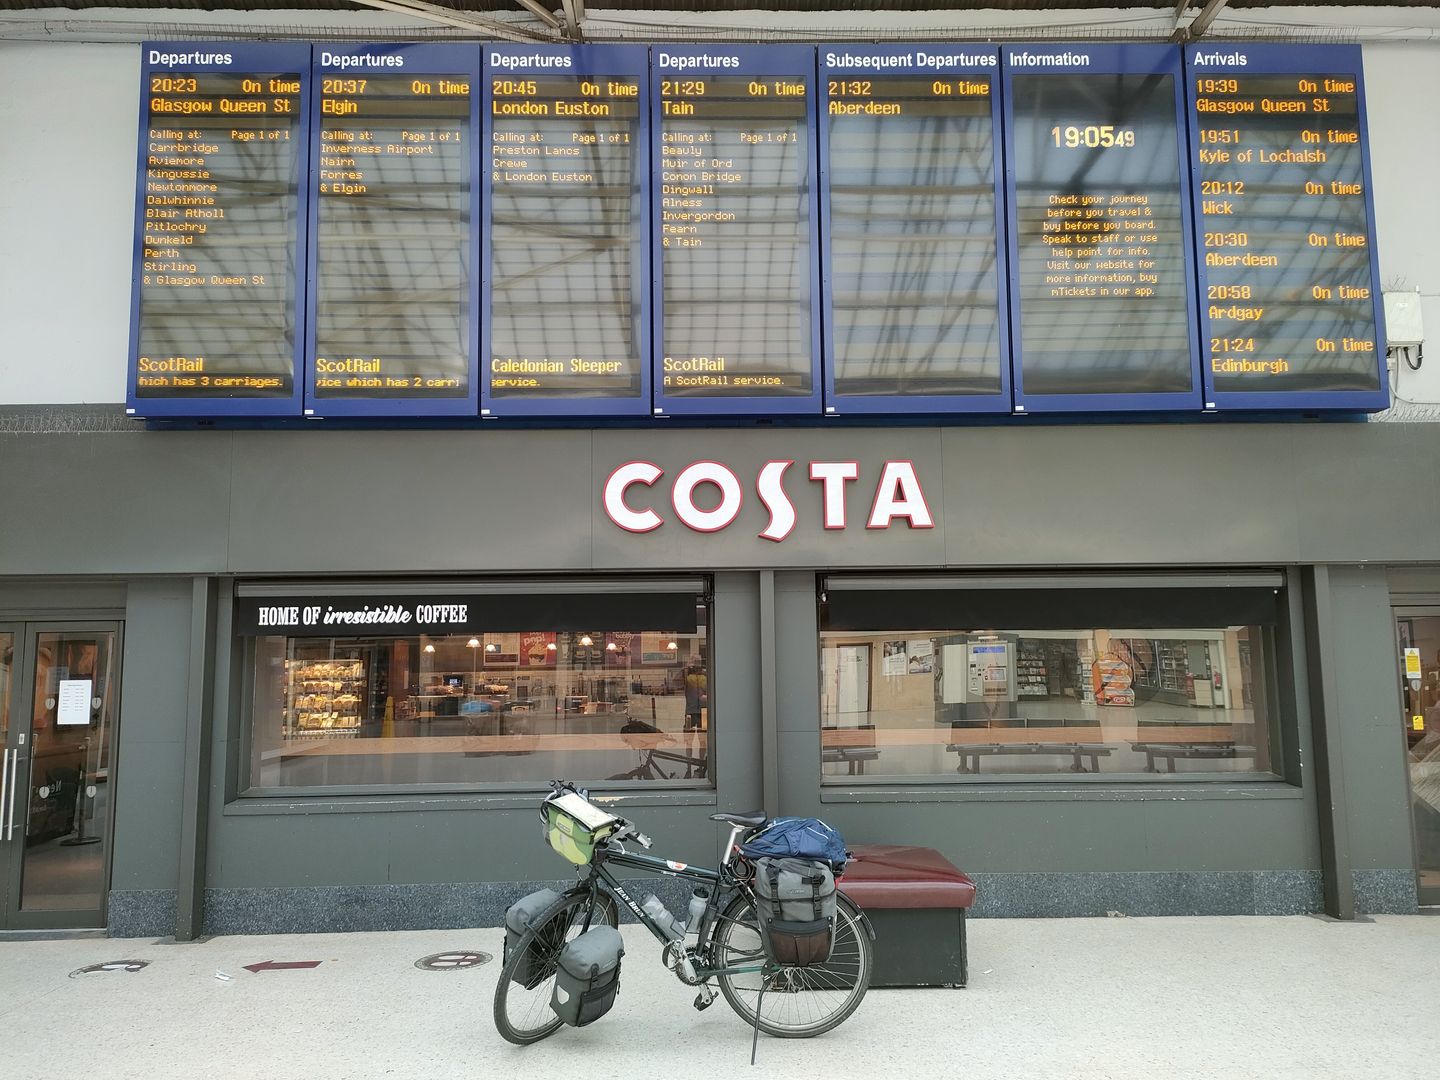 Departures
20:23 On time
Glasgow Queen St
Calling at: Page 1 of 1
Carrbridge
Aviemore
Kingussie
Newtonmore
Dalwhinnie
Blair Atholl
Pitlochry
Dunkeld
Perth
Stirling
& Glasgow Queen St
ScotRail
hich has 3 carriages.
Departures
20:37 On time
Elgin
Calling at: Page 1 of 1
Inverness Airport
Nairn
Forres
& Elgin
ScotRail
vice which has 2 carri
Departures
20:45 On time
London Euston
Calling at: Page 1 of 1
Preston Lancs
Crewe
& London Euston
Caledonian Sleeper
service.
Departures
21:29 On time
Tain
Calling at: Page 1 of 1
Beauly
Muir of Ord
Conon Bridge
Dingwall
Alness
Invergordon
Fearn
& Tain
ScotRail
A ScotRail service.
Subsequent Departures
21:32 On time
Aberdeen
Information
19:05 49
Check your journey
before you travel &
buy before you board.
Speak to staff or use
help point for info.
Visit our website for
more information, buy
mTickets in our app.
Arrivals
19:39 On time
Glasgow Queen St
19:51 On time
Kyle of Lochalsh
20:12 On time
Wick
20:30 On time
Aberdeen
20:58 On time
Ardgay
21:24 On time
Edinburgh
COSTA
HOME OF irresistible COFFEE